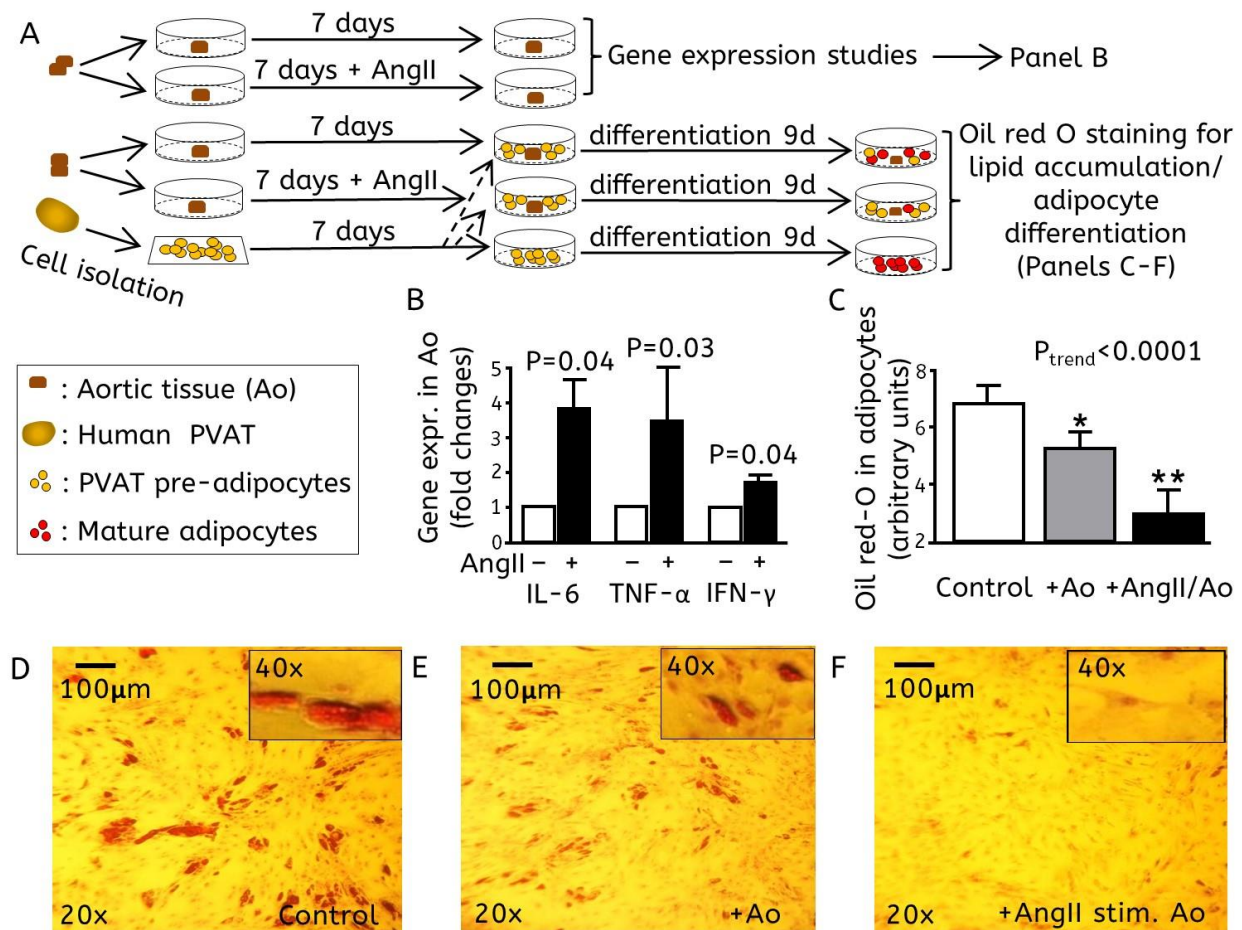 A
7 days
7 days + AngII
Gene expression studies
Panel B
7 days
7 days + AngII
7 days
Cell isolation
differentiation 9d
differentiation 9d
differentiation 9d
Oil red O staining for
lipid accumulation/
adipocyte
differentiation
(Panels C-F)
: Aortic tissue (Ao)
: Human PVAT
: PVAT pre-adipocytes
: Mature adipocytes
B
Gene expr. in Ao
(fold changes)
5
4
3
2
1
0
P=0.04
P=0.03
P=0.04
AngII − + − + − +
IL-6 TNF-α IFN-γ
C
Oil red-O in adipocytes
(arbitrary units)
8
6
4
2
Ptrend<0.0001
*
**
Control +Ao +AngII/Ao
D
100µm
40x
20x
Control
E
100µm
40x
20x
+Ao
F
100µm
40x
20x
+AngII stim. Ao